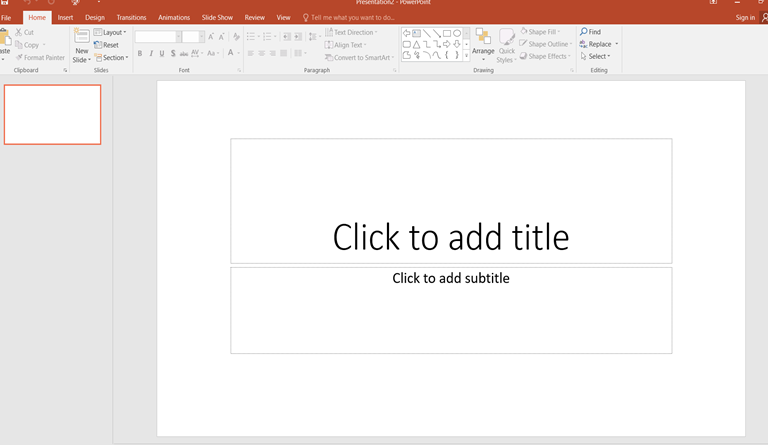 Presentation2 - PowerPoint
File Home Insert Design Transitions Animations Slide Show Review View Tell me what you want to do... Sign in
Cut
Copy
Format Painter
Clipboard
New Slide
Layout
Reset
Section
Slides
B I U S abc AV Aa A
Font
Text Direction
Align Text
Convert to SmartArt
Paragraph
Arrange
Quick Styles
Shape Fill
Shape Outline
Shape Effects
Drawing
Find
Replace
Select
Editing
Click to add title
Click to add subtitle